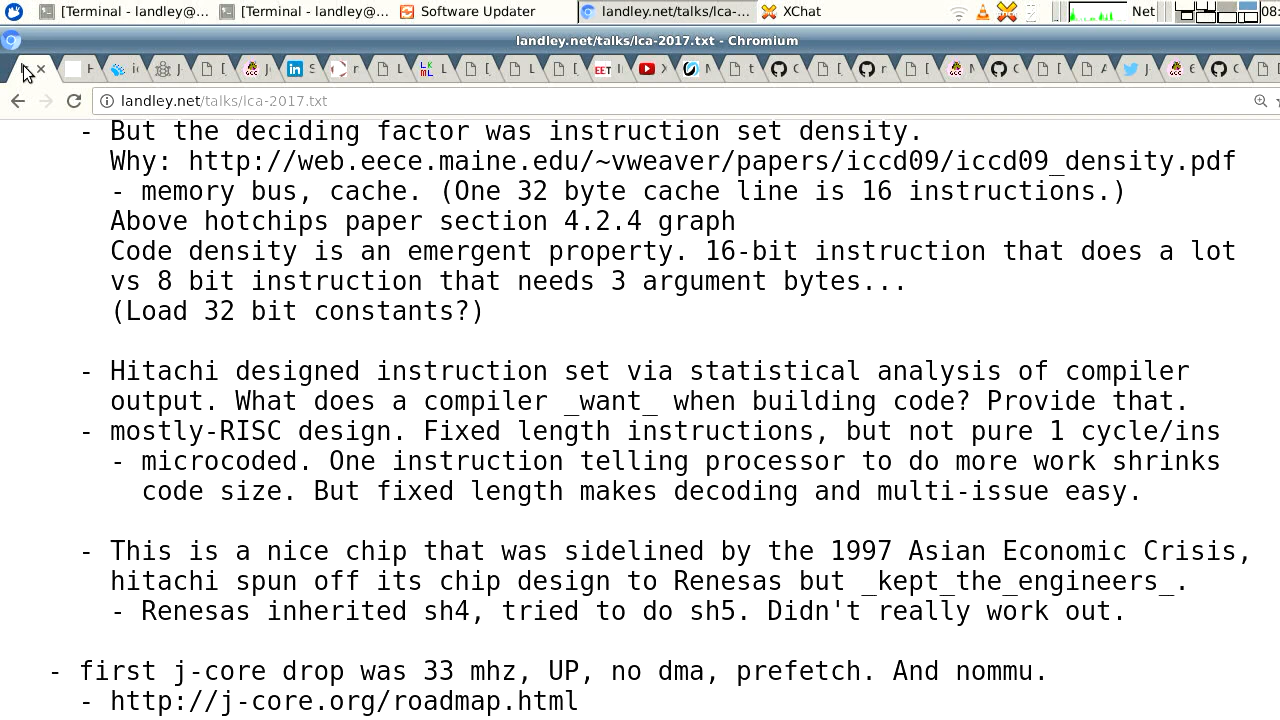 [Terminal - landley@...
[Terminal - landley@...
Software Updater
landley.net/talks/lca-...
XChat
Net
08:
landley.net/talks/lca-2017.txt - Chromium
landley.net/talks/lca-2017.txt
- But the deciding factor was instruction set density.
Why: http://web.eece.maine.edu/~vweaver/papers/iccd09/iccd09_density.pdf
- memory bus, cache. (One 32 byte cache line is 16 instructions.)
Above hotchips paper section 4.2.4 graph
Code density is an emergent property. 16-bit instruction that does a lot
vs 8 bit instruction that needs 3 argument bytes...
(Load 32 bit constants?)
- Hitachi designed instruction set via statistical analysis of compiler
output. What does a compiler _want_ when building code? Provide that.
- mostly-RISC design. Fixed length instructions, but not pure 1 cycle/ins
- microcoded. One instruction telling processor to do more work shrinks
code size. But fixed length makes decoding and multi-issue easy.
- This is a nice chip that was sidelined by the 1997 Asian Economic Crisis,
hitachi spun off its chip design to Renesas but _kept_the_engineers_.
- Renesas inherited sh4, tried to do sh5. Didn't really work out.
- first j-core drop was 33 mhz, UP, no dma, prefetch. And nommu.
- http://j-core.org/roadmap.html